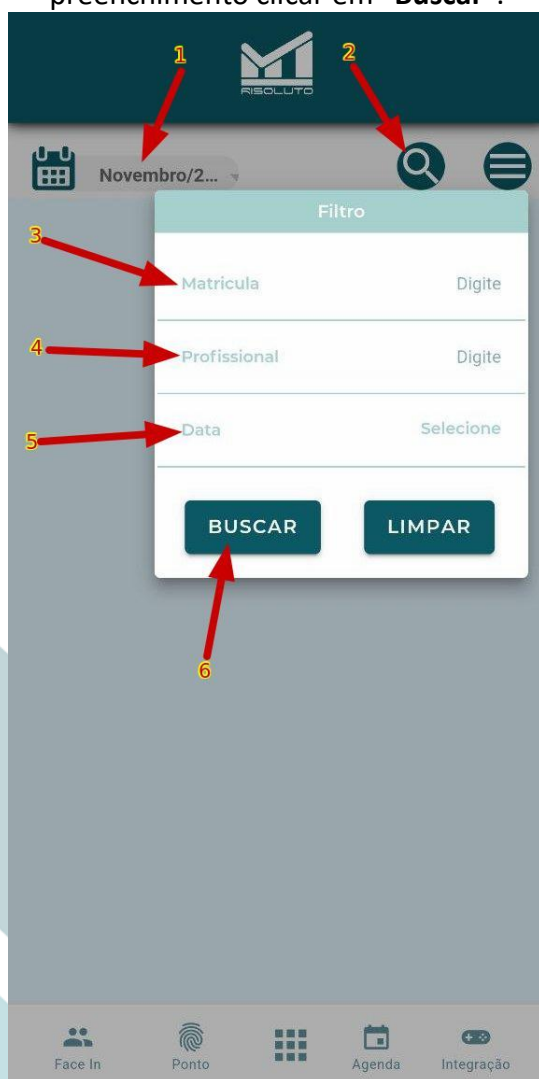 preenchimento clicar em "Buscar".
1
2
RISOLUTO
Novembro/2...
Filtro
3
Matricula Digite
4
Profissional Digite
5
Data Selecione
BUSCAR LIMPAR
6
Face In Ponto Agenda Integração